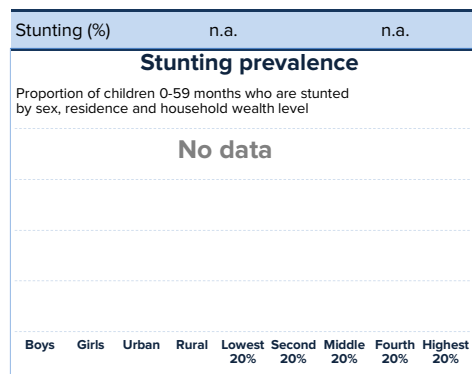 Stunting (%) n.a. n.a.
Stunting prevalence
Proportion of children 0-59 months who are stunted
by sex, residence and household wealth level
No data
Boys Girls Urban Rural Lowest Second Middle Fourth Highest
20% 20% 20% 20% 20%